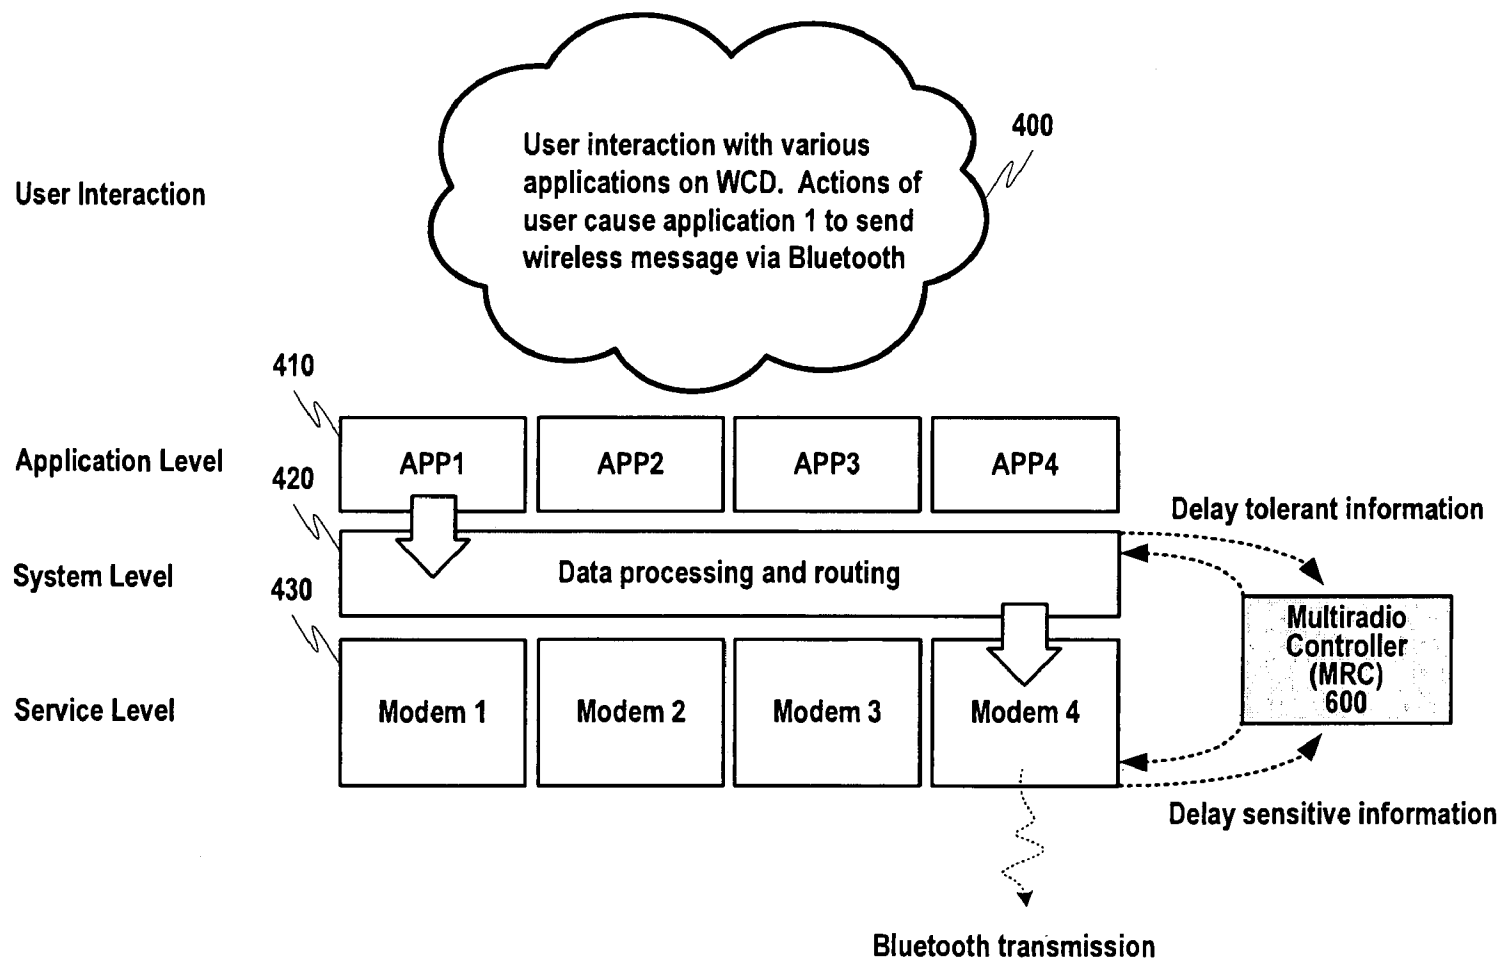 400
User interaction with various
applications on WCD. Actions of
user cause application 1 to send
wireless message via Bluetooth
User Interaction
410
Application Level
APP1
APP2
APP3
APP4
420
Delay tolerant information
System Level
Data processing and routing
430
Multiradio
Controller
(MRC)
600
Service Level
Modem 1
Modem 2
Modem 3
Modem 4
Delay sensitive information
Bluetooth transmission